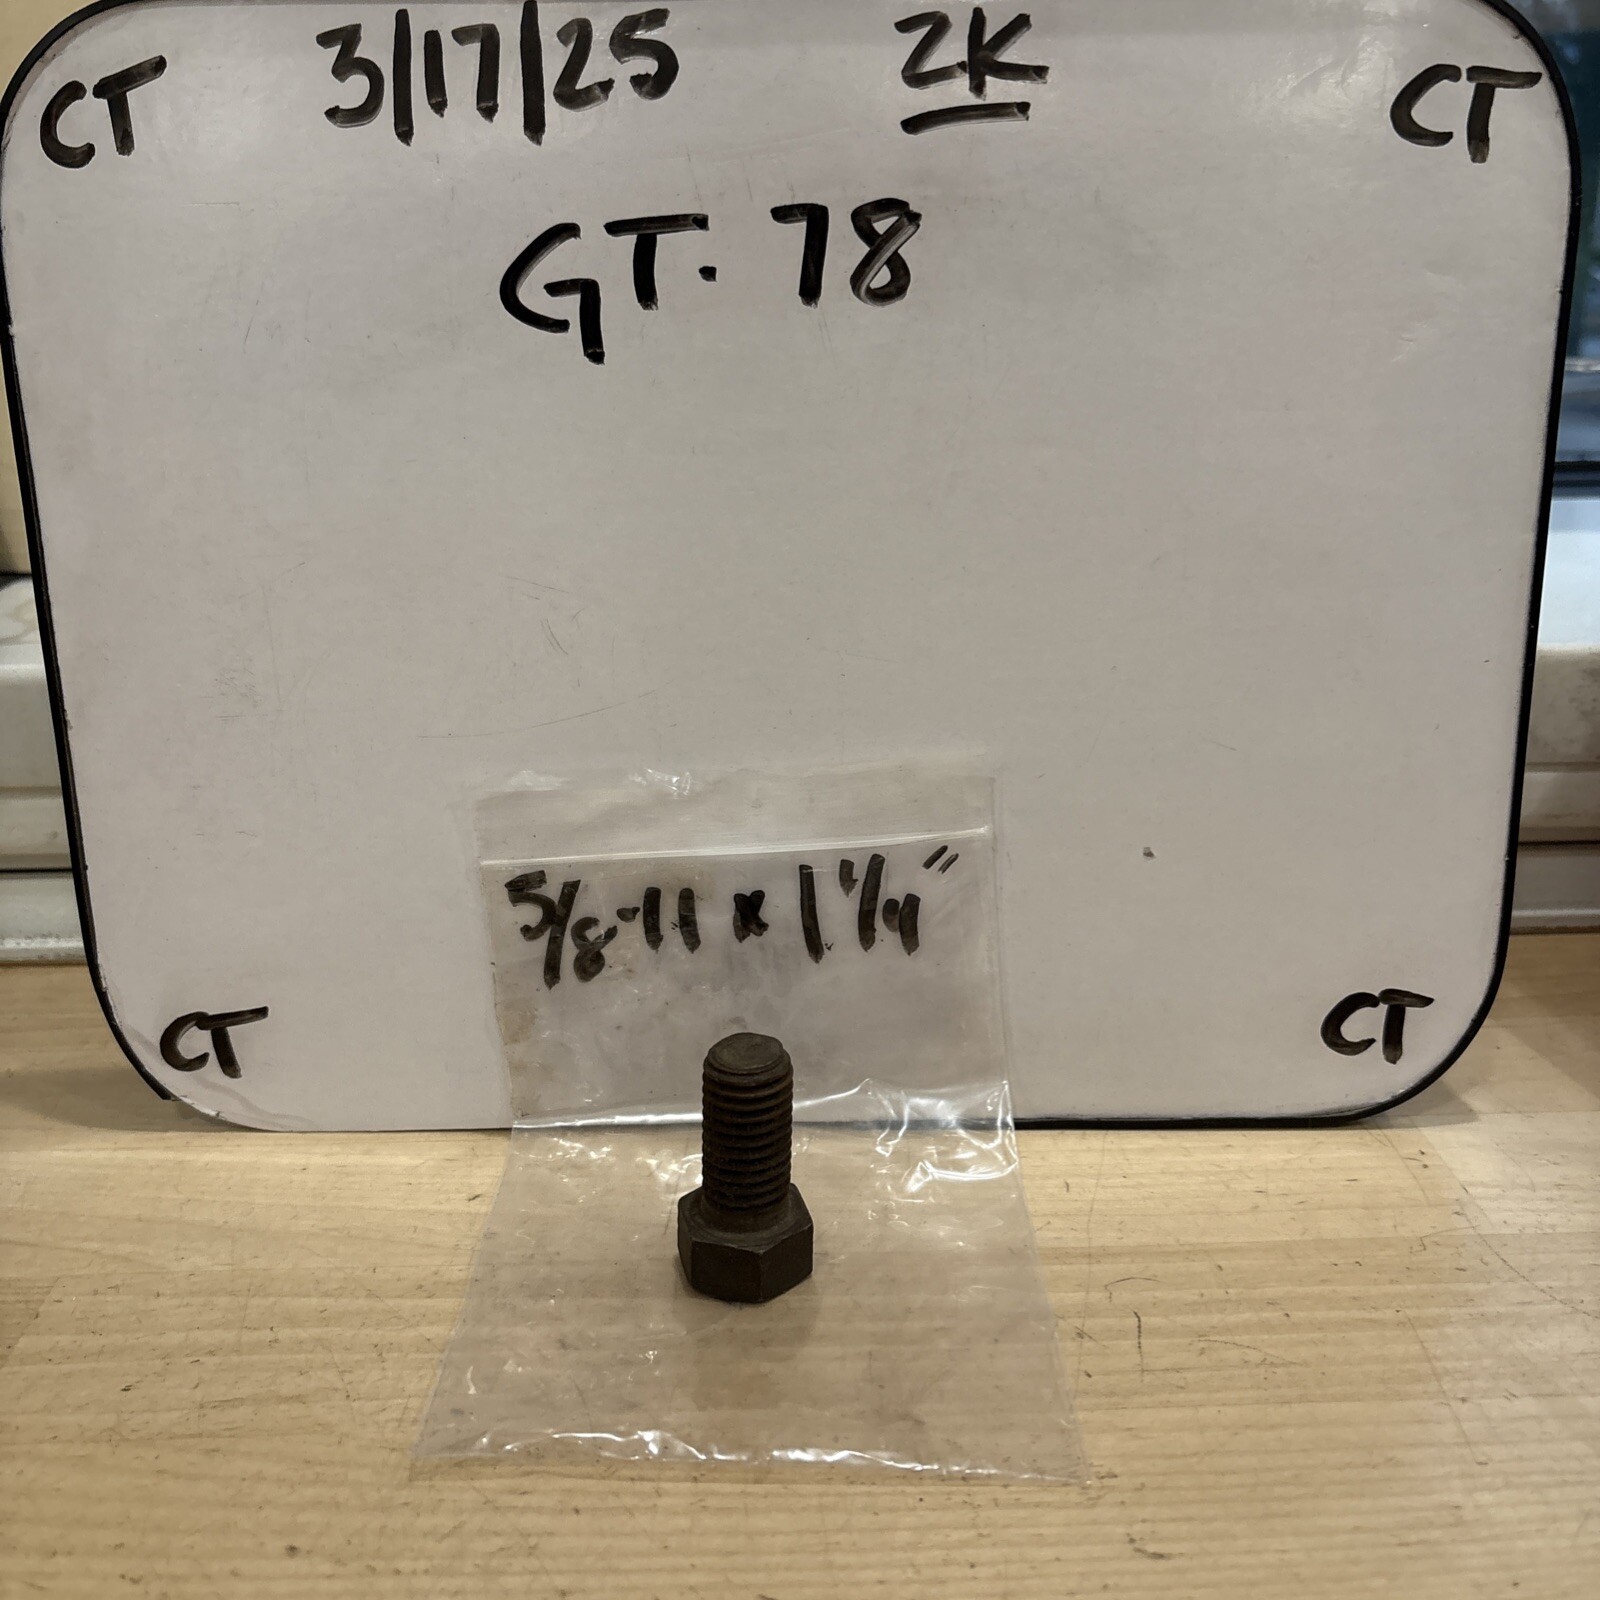 CT 3/17/25 2K CT
GT. 78
5/8-11 x 1 1/4"
CT CT